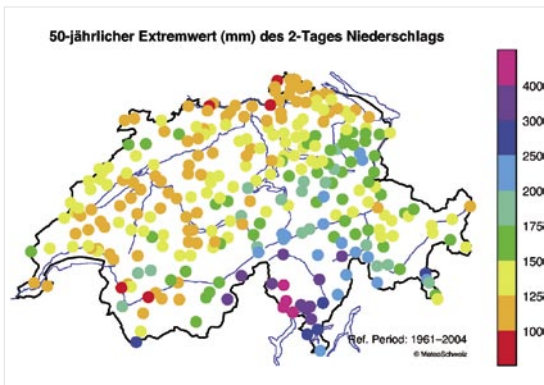 50-jährlicher Extremwert (mm) des 2-Tages Niederschlags
4000
3000
2500
2000
1750
1500
1250
1000
Ref. Period: 1961–2004
© MeteoSchweiz